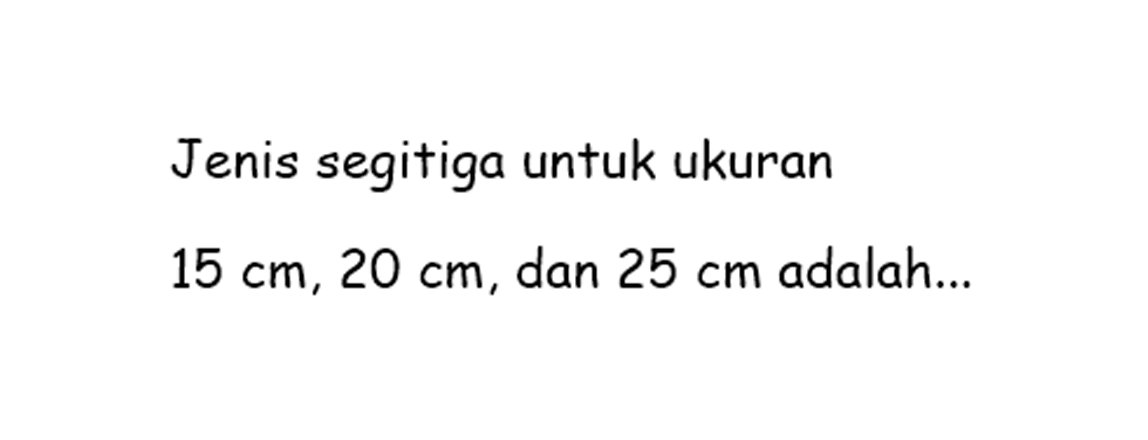 Jenis segitiga untuk ukuran
15 cm, 20 cm, dan 25 cm adalah...